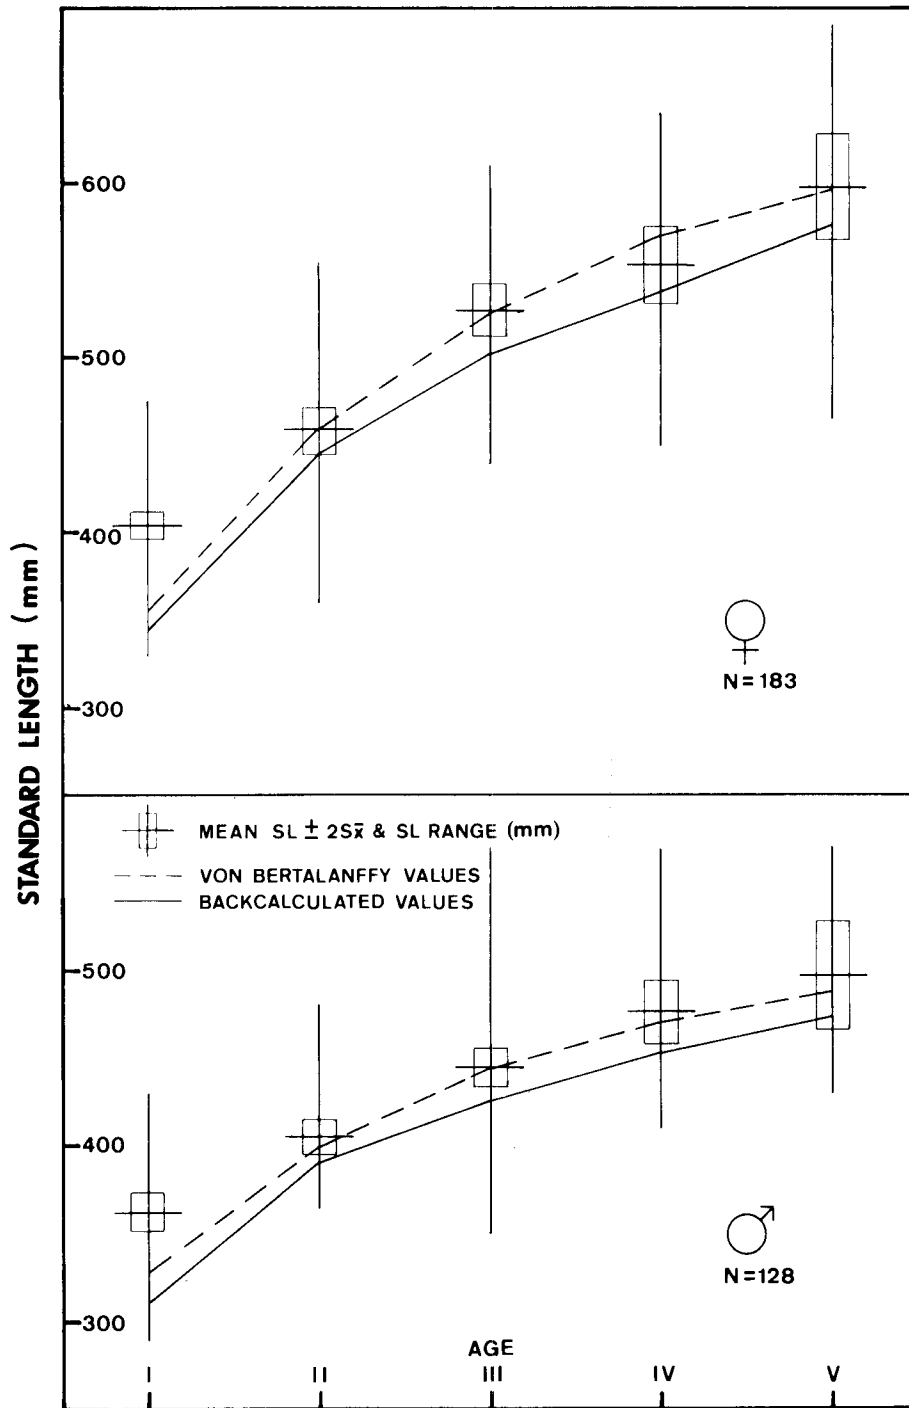 STANDARD LENGTH (mm)
600
500
400
300
♀
N=183
MEAN SL ± 2Sx̄ & SL RANGE (mm)
VON BERTALANFFY VALUES
BACKCALCULATED VALUES
500
400
300
♂
N=128
AGE
I II III IV V